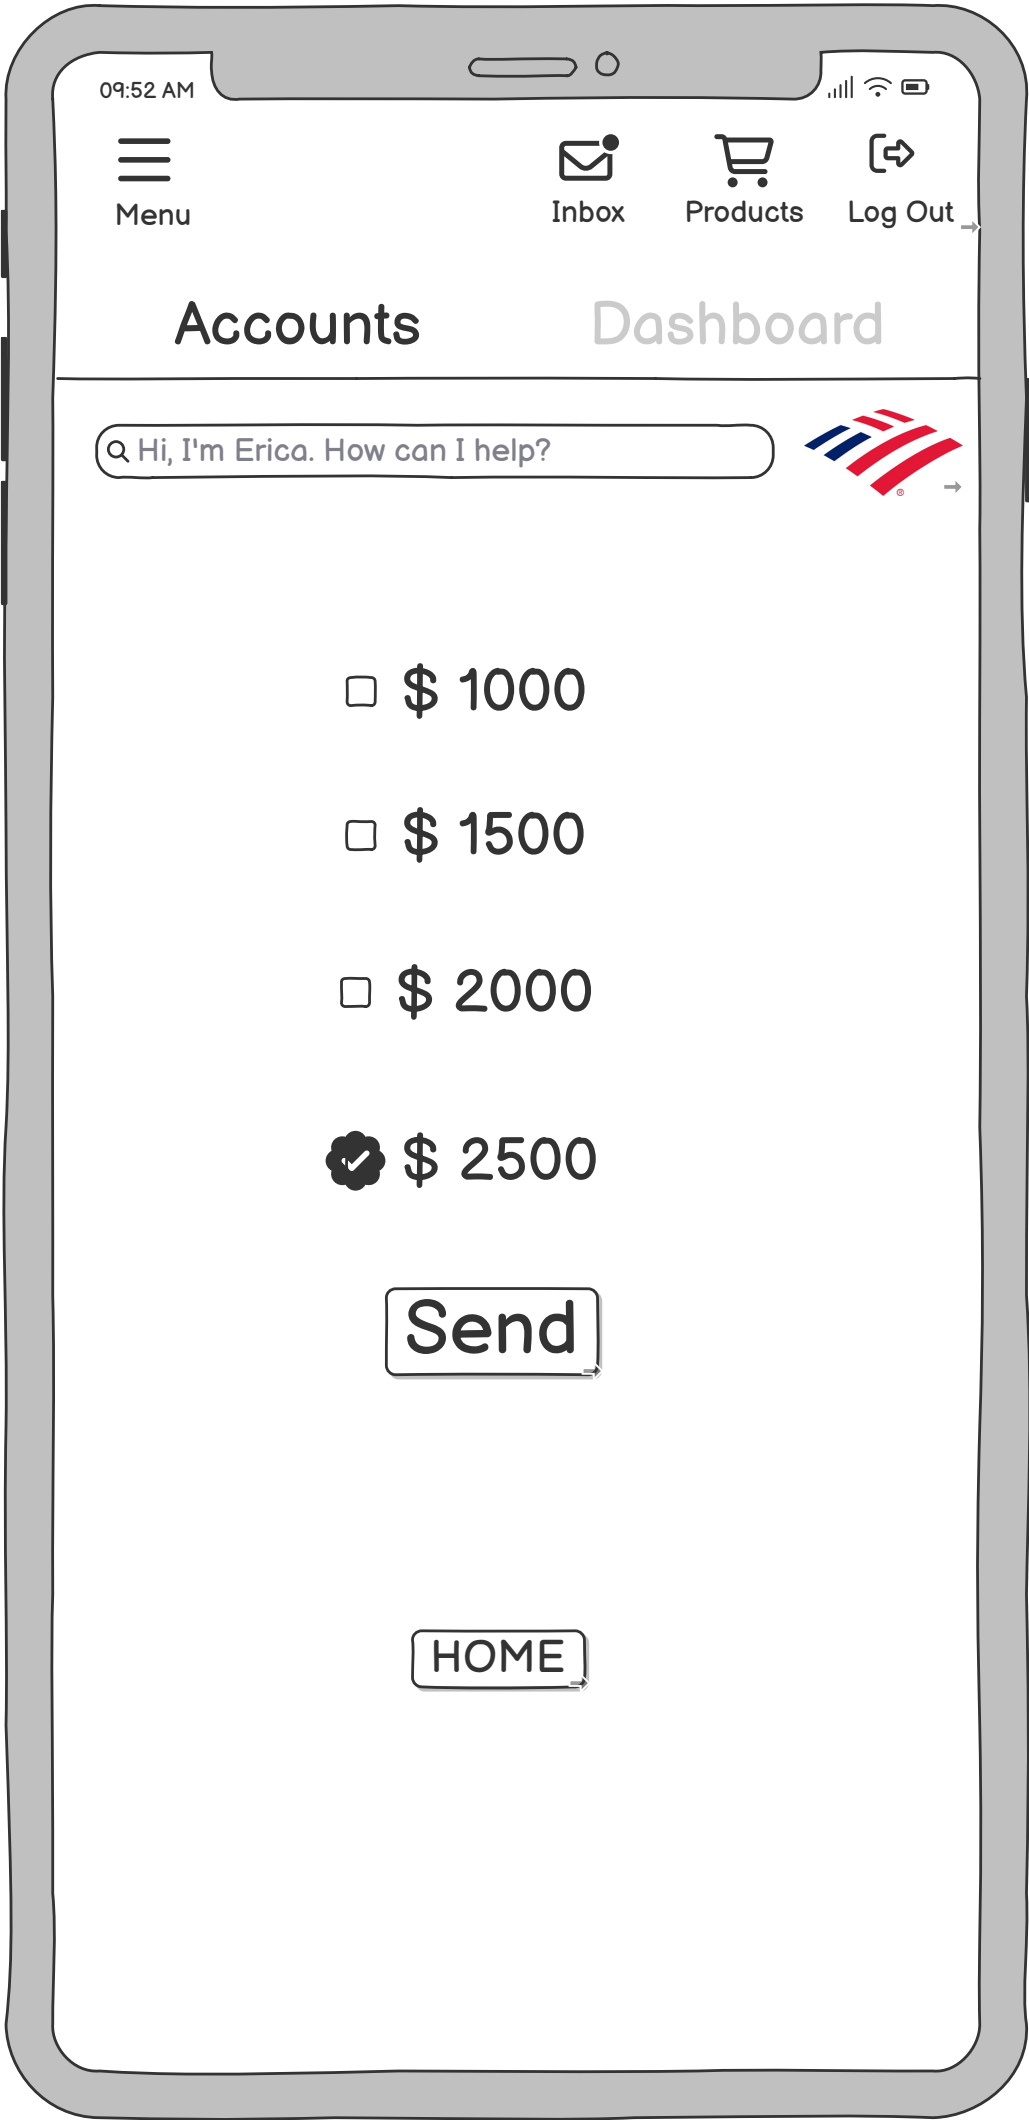 09:52 AM
Menu
Inbox
Products
Log Out
Accounts
Dashboard
Hi, I'm Erica. How can I help?
®
$ 1000
$ 1500
$ 2000
$ 2500
Send
HOME